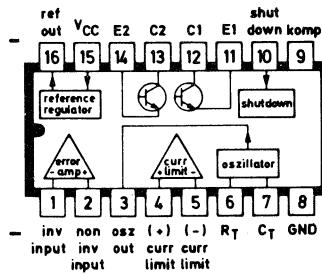 ref shut
out VCC E2 C2 C1 E1 down komp
16 15 14 13 12 11 10 9
reference
regulator
shutdown
error
- amp +
curr
+ limit -
oszillator
1 2 3 4 5 6 7 8
inv non osz (+) (-) RT CT GND
input inv out curr curr
input limit limit